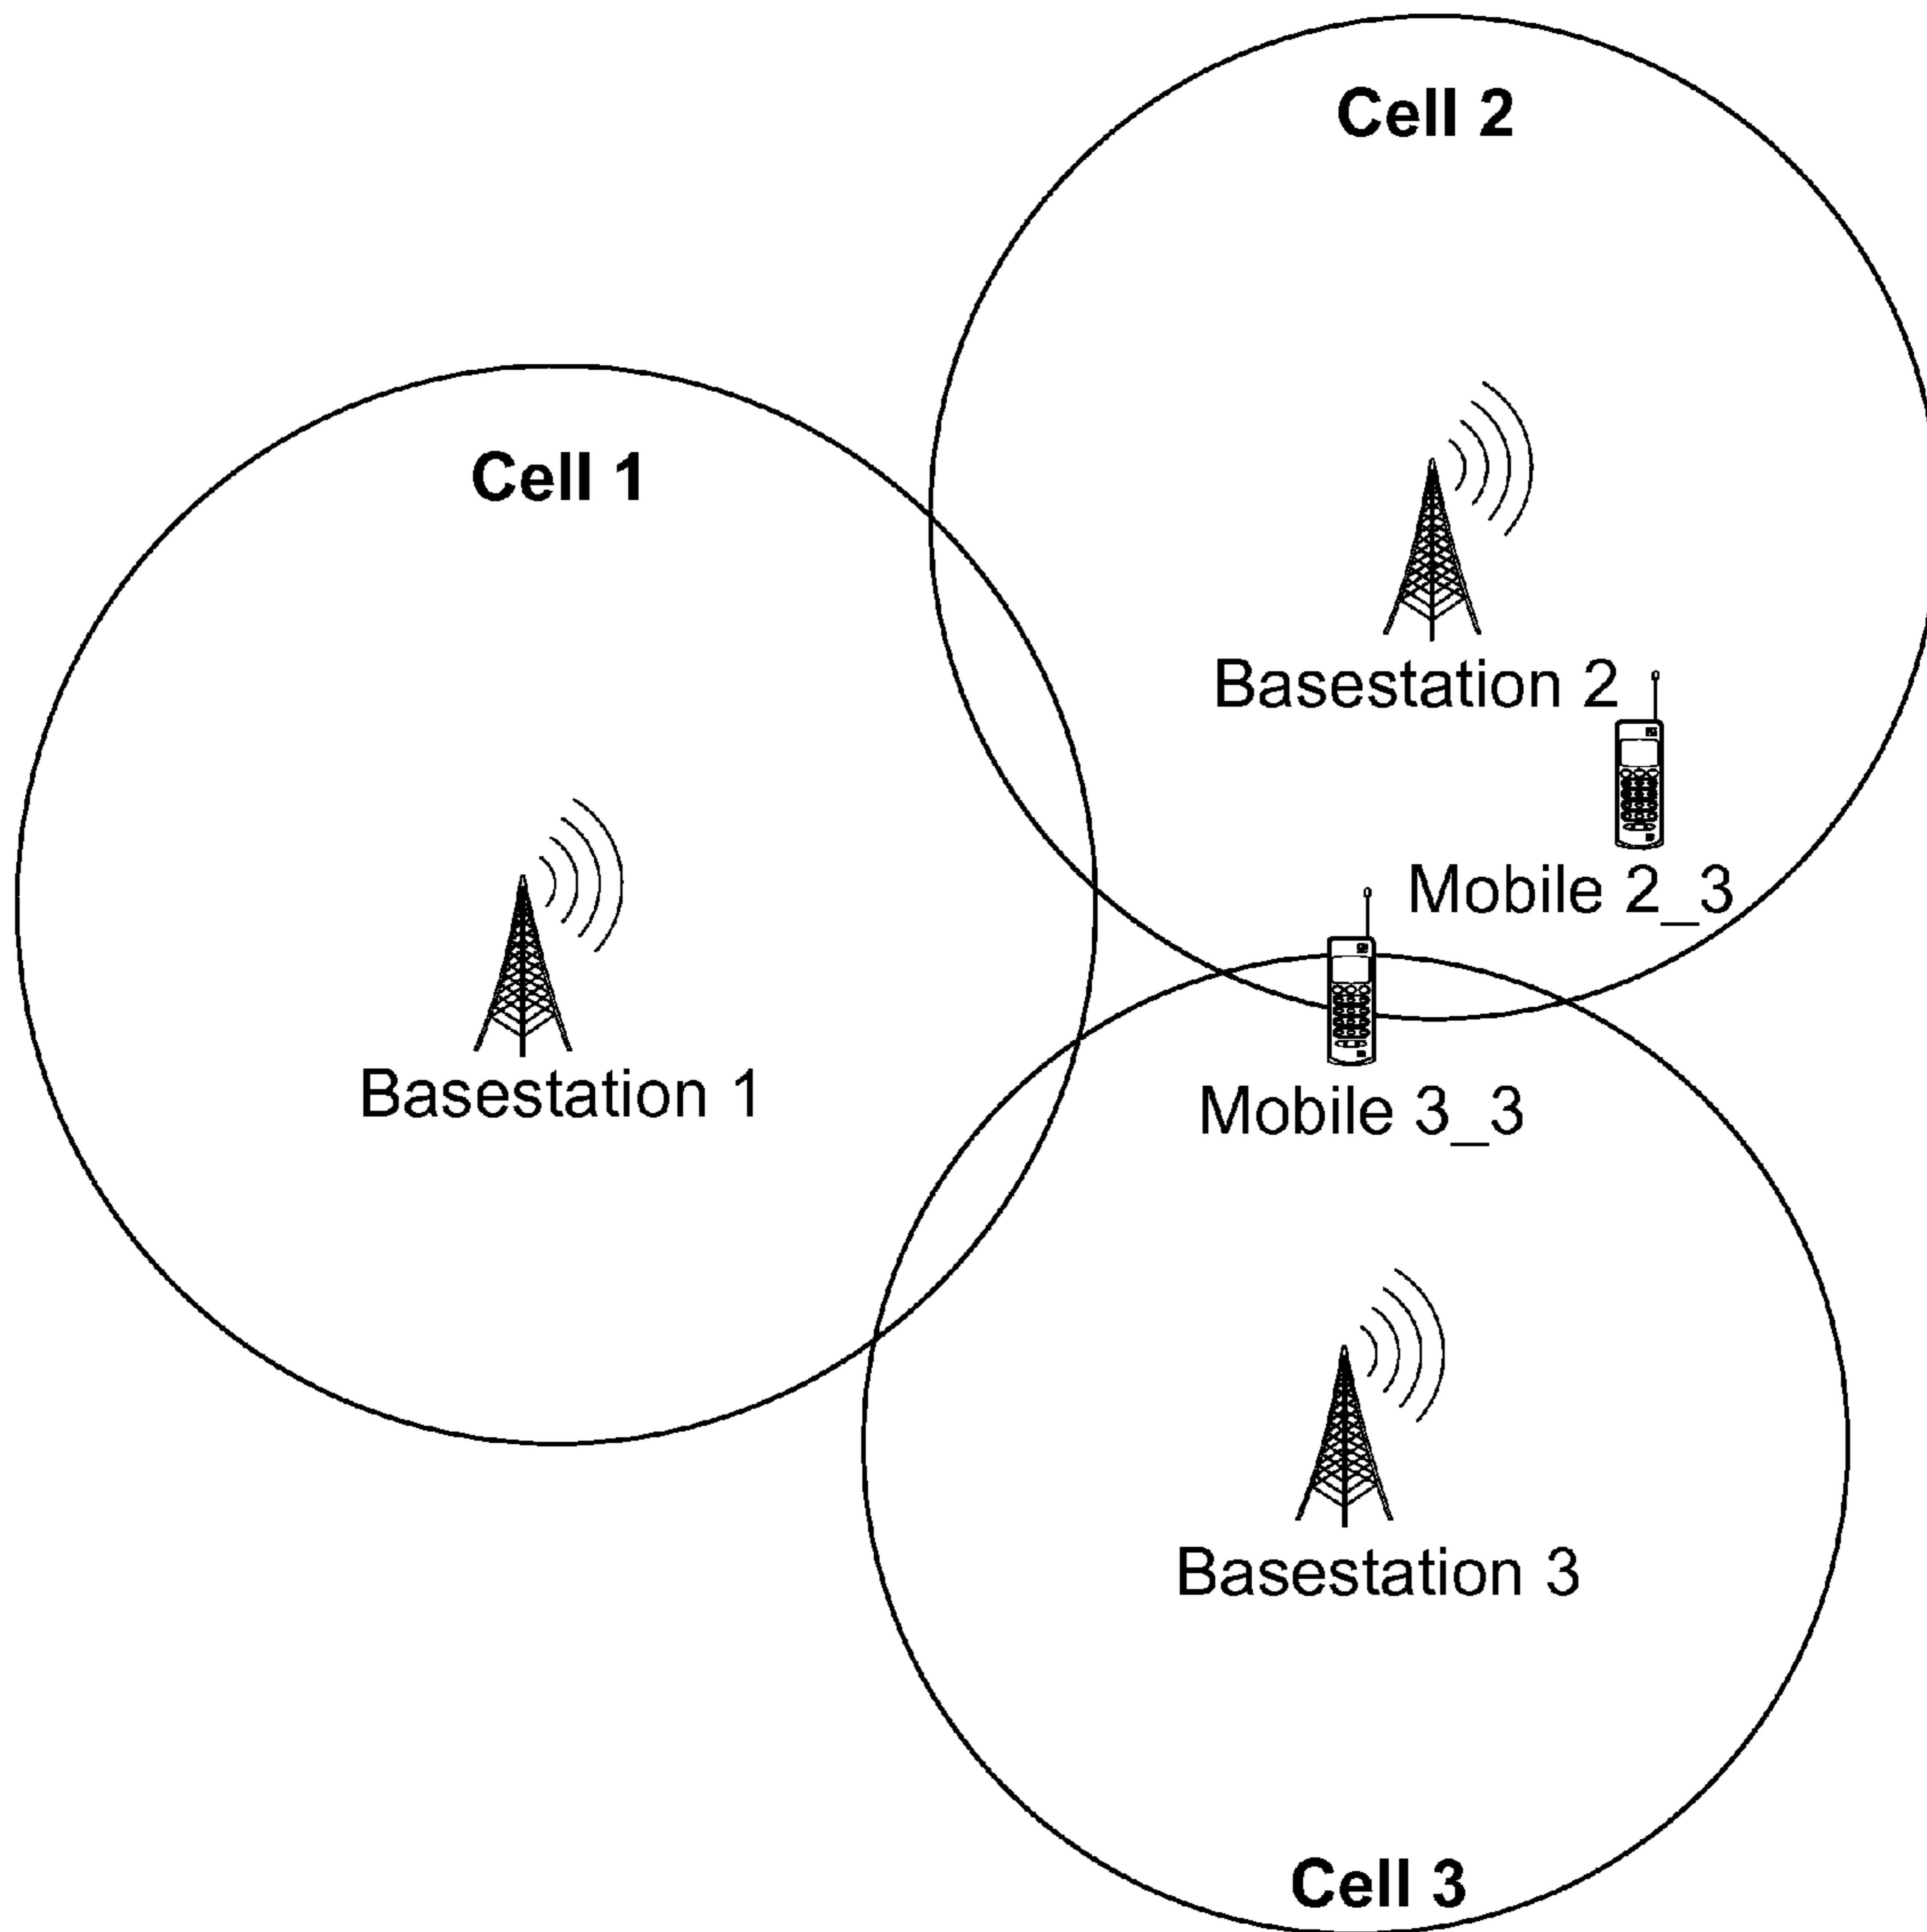 Cell 2
Cell 1
Basestation 2
Mobile 2_3
Basestation 1
Mobile 3_3
Basestation 3
Cell 3